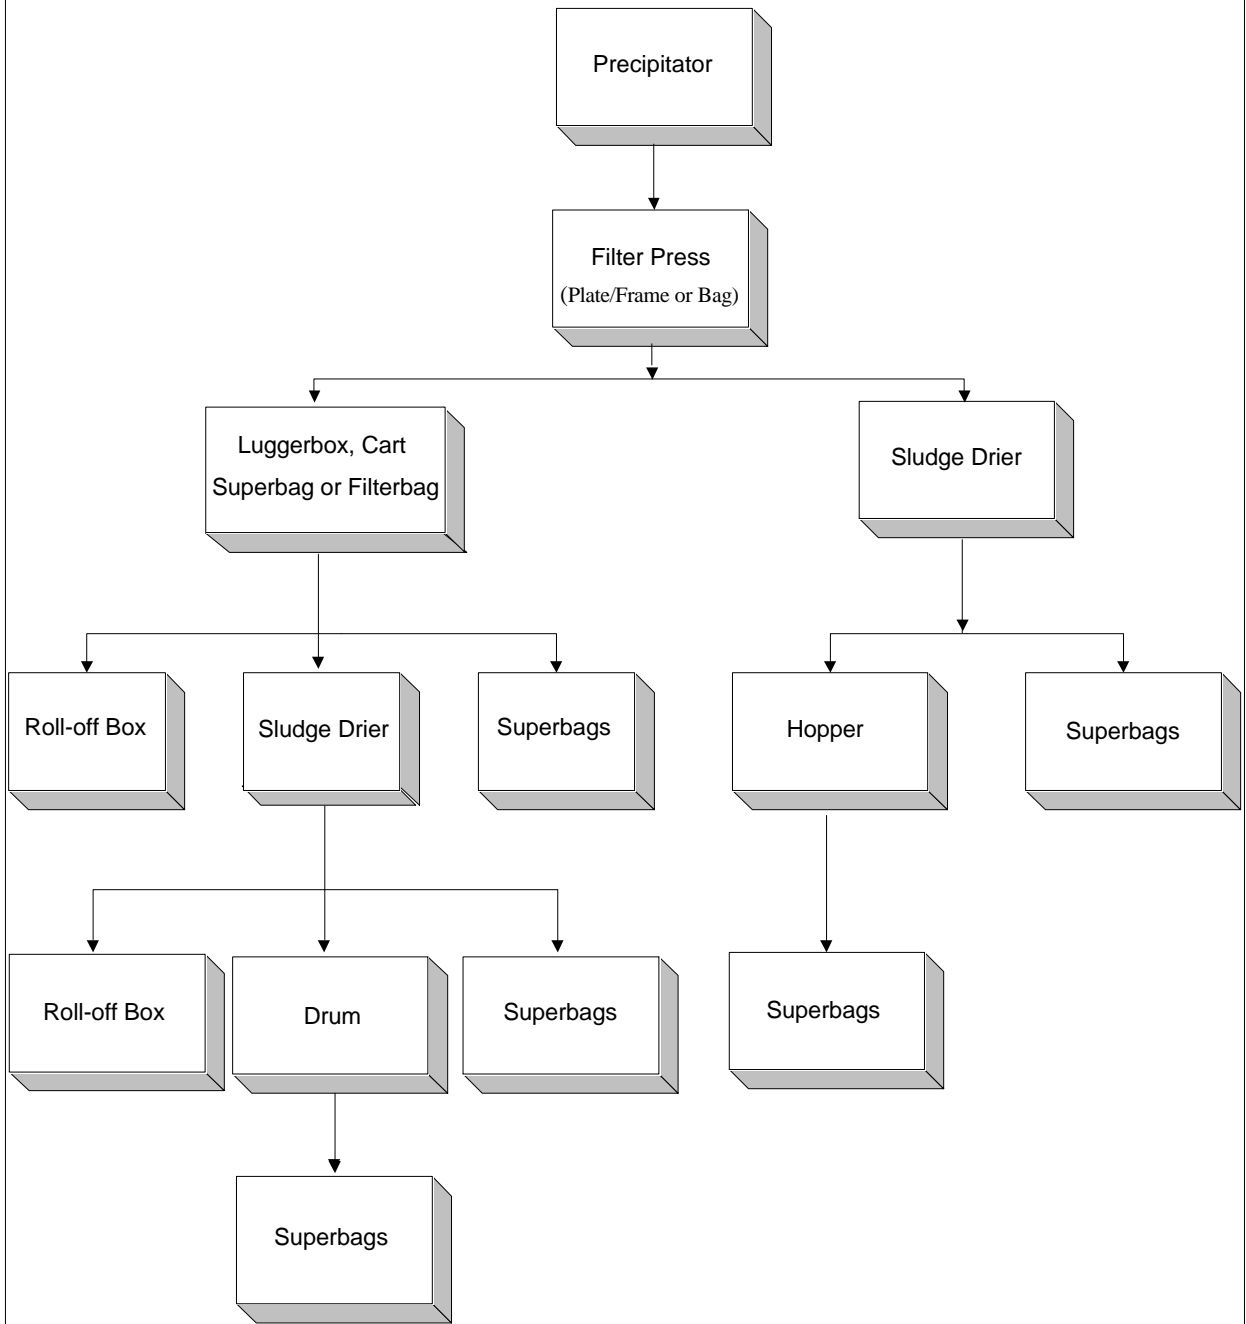 Precipitator
Filter Press
(Plate/Frame or Bag)
Luggerbox, Cart
Superbag or Filterbag
Sludge Drier
Roll-off Box
Sludge Drier
Superbags
Hopper
Superbags
Roll-off Box
Drum
Superbags
Superbags
Superbags